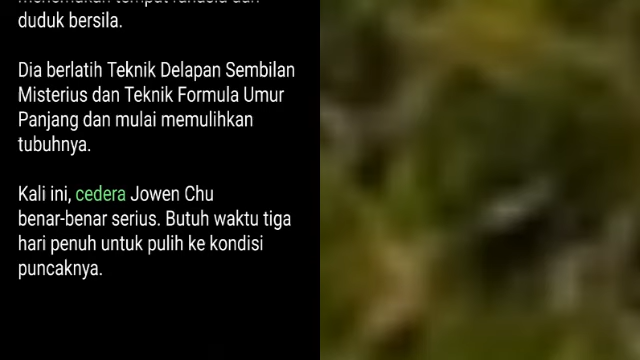 duduk bersila.
Dia berlatih Teknik Delapan Sembilan
Misterius dan Teknik Formula Umur
Panjang dan mulai memulihkan
tubuhnya.
Kali ini, cedera Jowen Chu
benar-benar serius. Butuh waktu tiga
hari penuh untuk pulih ke kondisi
puncaknya.